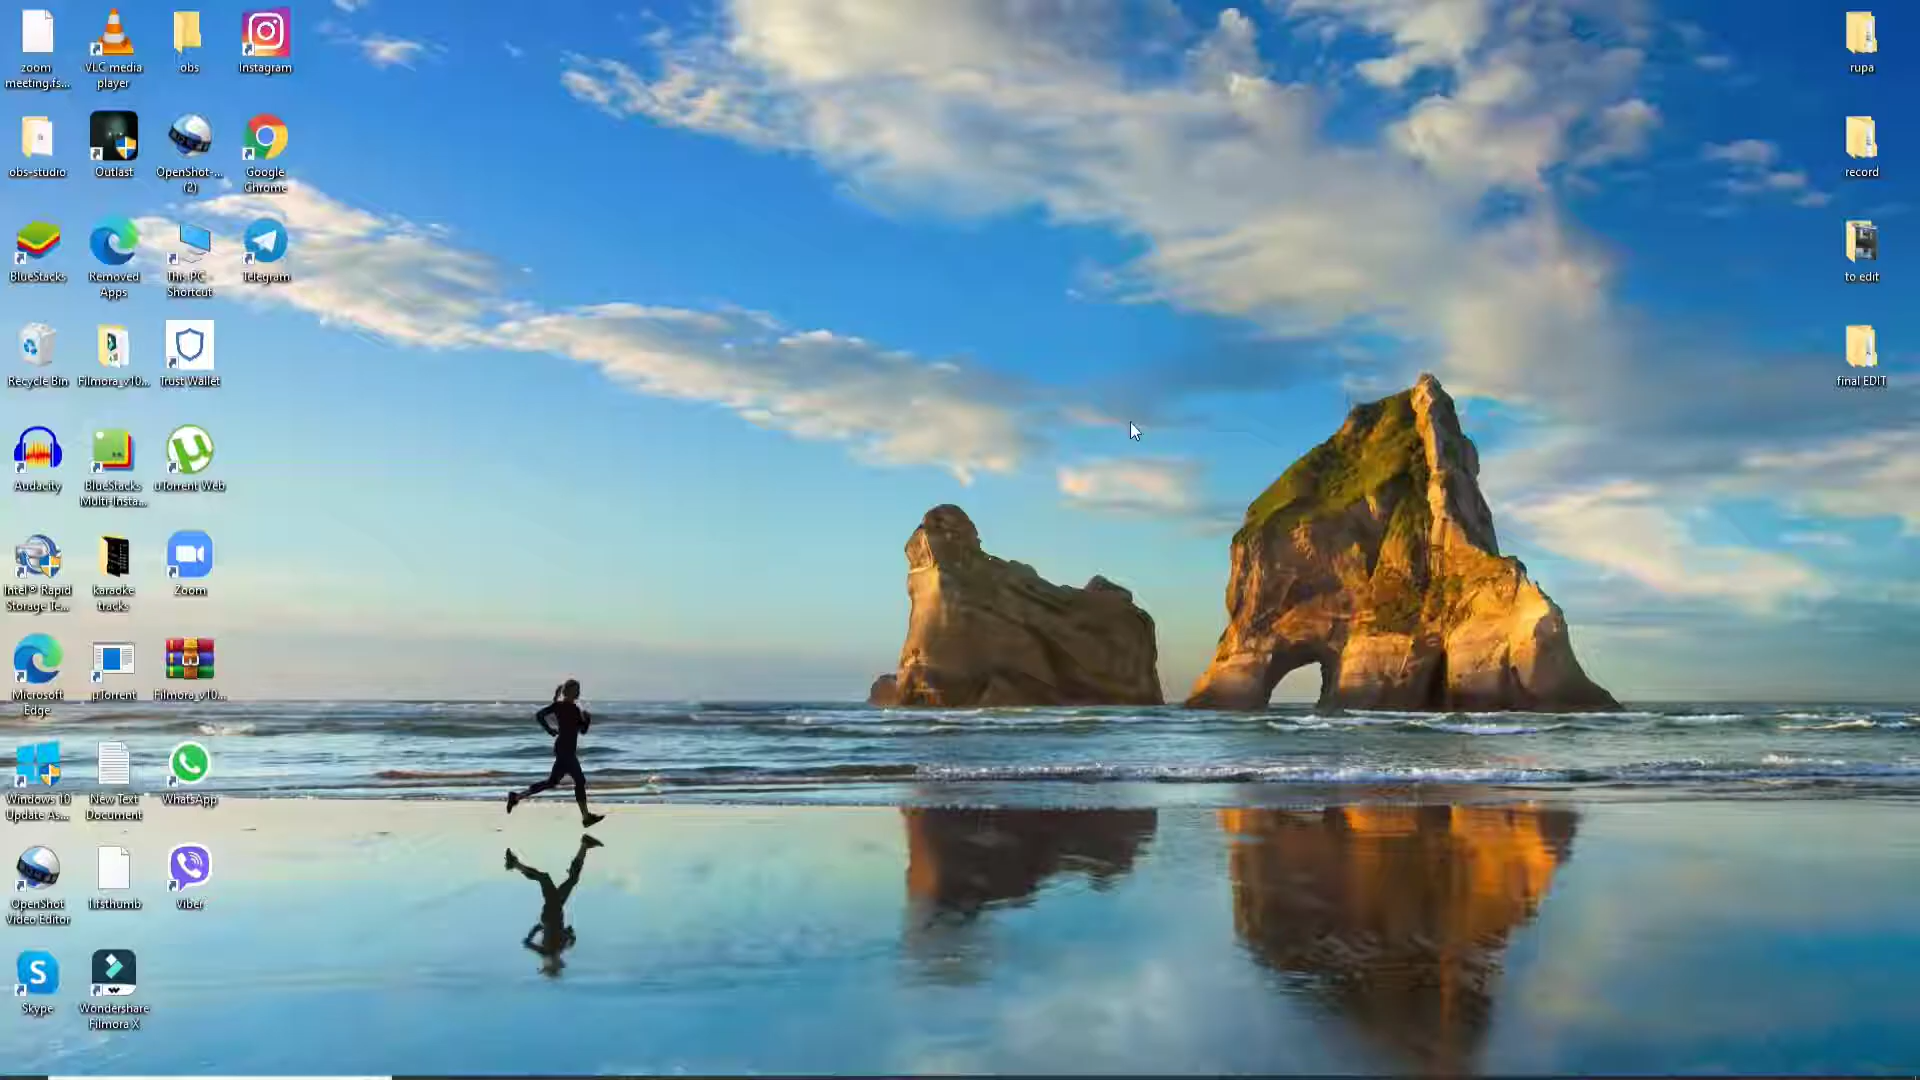 zoom
meeting.fs...
VLC media
player
obs
Instagram
rupa
obs-studio
Outlast
OpenShot-...
(2)
Google
Chrome
record
BlueStacks
Removed
Apps
This PC -
Shortcut
Telegram
to edit
Recycle Bin
Filmora_v10...
Trust Wallet
final EDIT
Audacity
BlueStacks
Multi-Insta...
uTorrent Web
Intel® Rapid
Storage Te...
karaoke
tracks
Zoom
Microsoft
Edge
µTorrent
Filmora_v10...
Windows 10
Update As...
New Text
Document
WhatsApp
OpenShot
Video Editor
1.fsthumb
Viber
Skype
Wondershare
Filmora X